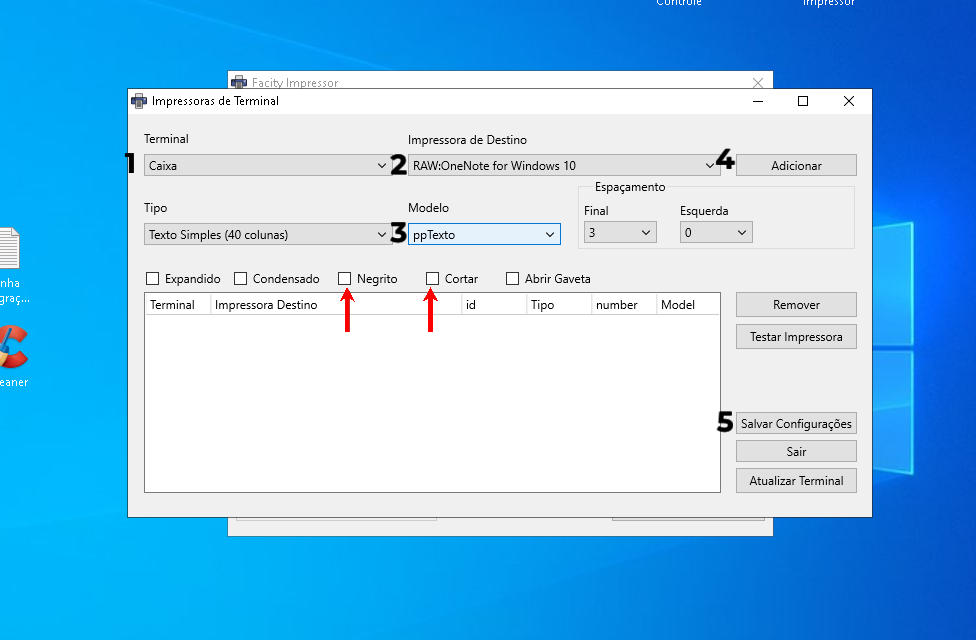 Controle
Impressor
Facity Impressor
Impressoras de Terminal
Terminal
Impressora de Destino
1
Caixa
2
RAW:OneNote for Windows 10
4
Adicionar
Espaçamento
Tipo
Modelo
Final
Esquerda
Texto Simples (40 colunas)
3
ppTexto
3
0
Expandido
Condensado
Negrito
Cortar
Abrir Gaveta
Terminal
Impressora Destino
id
Tipo
number
Model
Remover
Testar Impressora
5
Salvar Configurações
Sair
Atualizar Terminal
nha
graç...
eaner